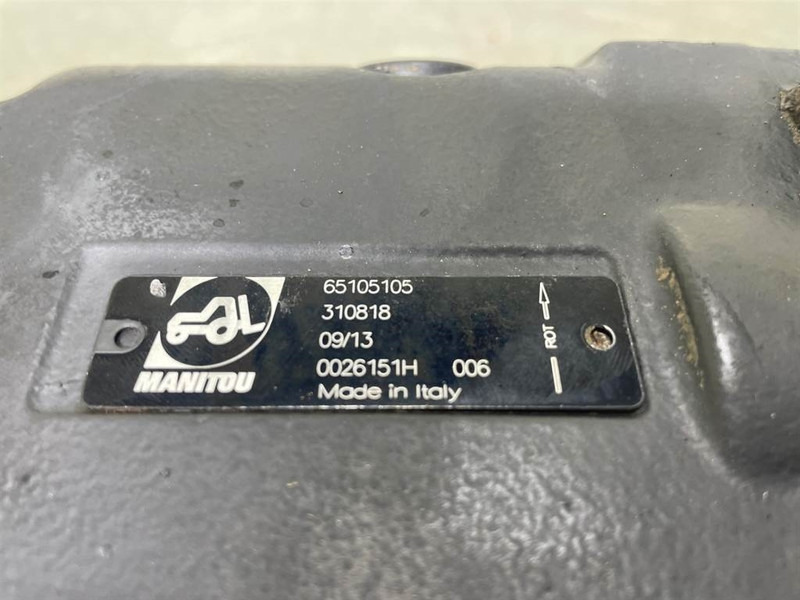 65105105
310818
09/13
0026151H 006
Made in Italy
MANITOU
ROT